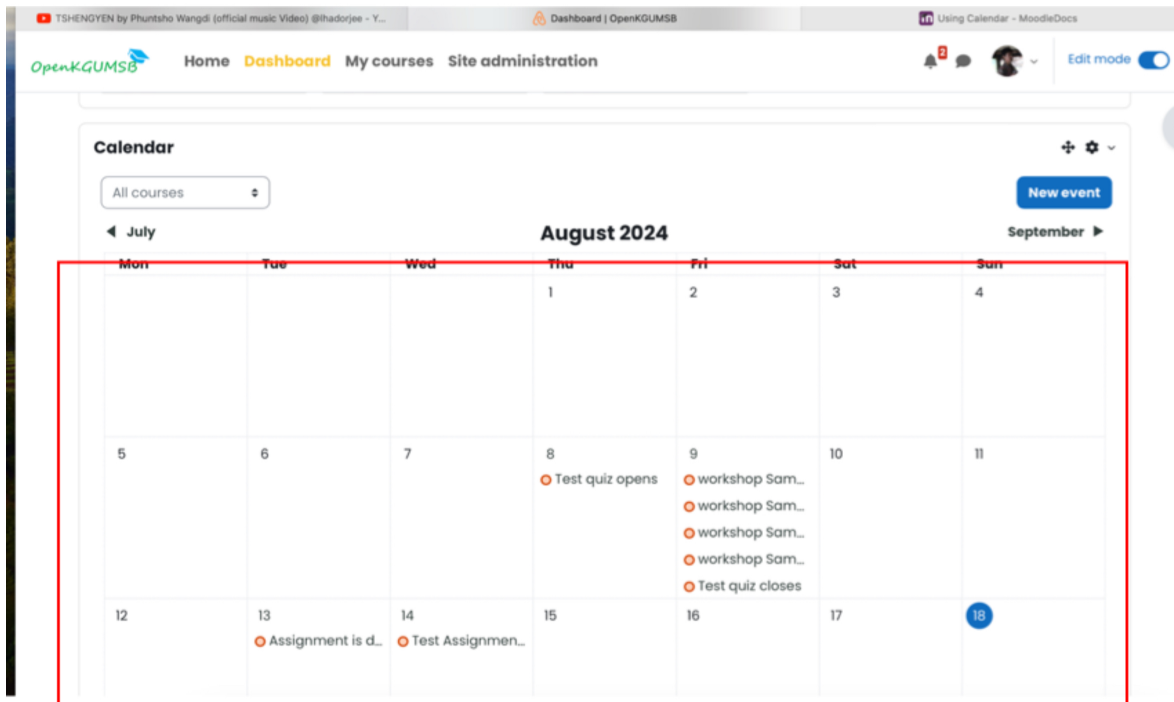 TSHENGYEN by Phuntsho Wangdi (official music Video) @lhadorjee - Y... Dashboard | OpenKGUMSB Using Calendar - MoodleDocs
OpenKGUMSB Home Dashboard My courses Site administration 2 Edit mode
Calendar
All courses New event
July August 2024 September
Mon Tue Wed Thu Fri Sat Sun
1 2 3 4
5 6 7 8 9 10 11
Test quiz opens workshop Sam...
workshop Sam...
workshop Sam...
workshop Sam...
Test quiz closes
12 13 14 15 16 17 18
Assignment is d... Test Assignmen...